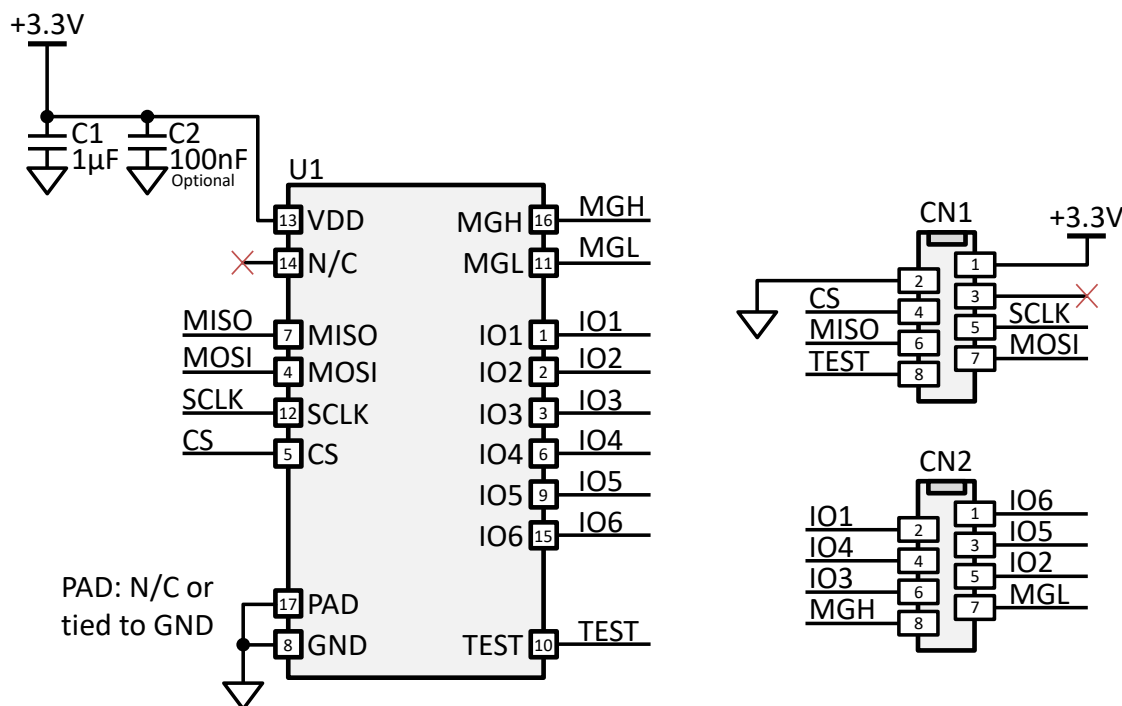 +3.3V
C1
1µF
C2
100nF
Optional
U1
13 VDD
14 N/C
MISO 7 MISO
MOSI 4 MOSI
SCLK 12 SCLK
CS 5 CS
17 PAD
8 GND
PAD: N/C or
tied to GND
MGH 16 MGH
MGL 11 MGL
IO1 1 IO1
IO2 2 IO2
IO3 3 IO3
IO4 6 IO4
IO5 9 IO5
IO6 15 IO6
TEST 10 TEST
CN1
+3.3V
1
2
3
CS 4
5 SCLK
MISO 6
7 MOSI
TEST 8
CN2
1 IO6
IO1 2
3 IO5
IO4 4
5 IO2
IO3 6
7 MGL
MGH 8